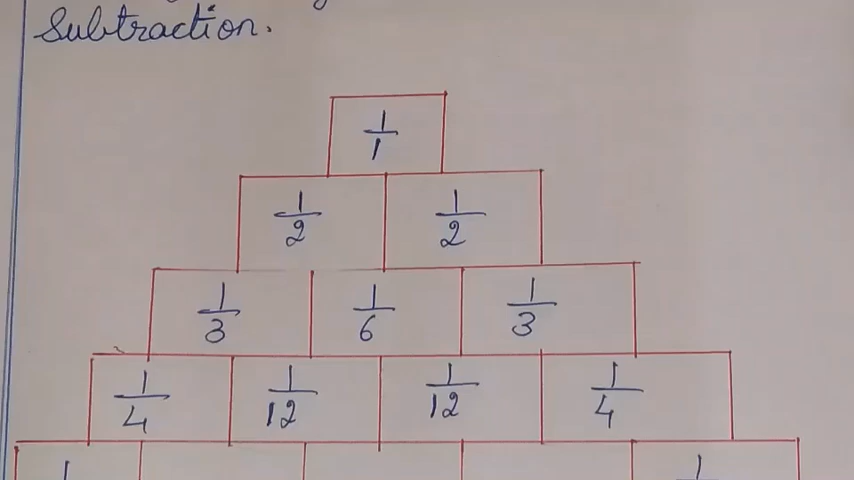 Subtraction.
1/1
1/2 1/2
1/3 1/6 1/3
1/4 1/12 1/12 1/4